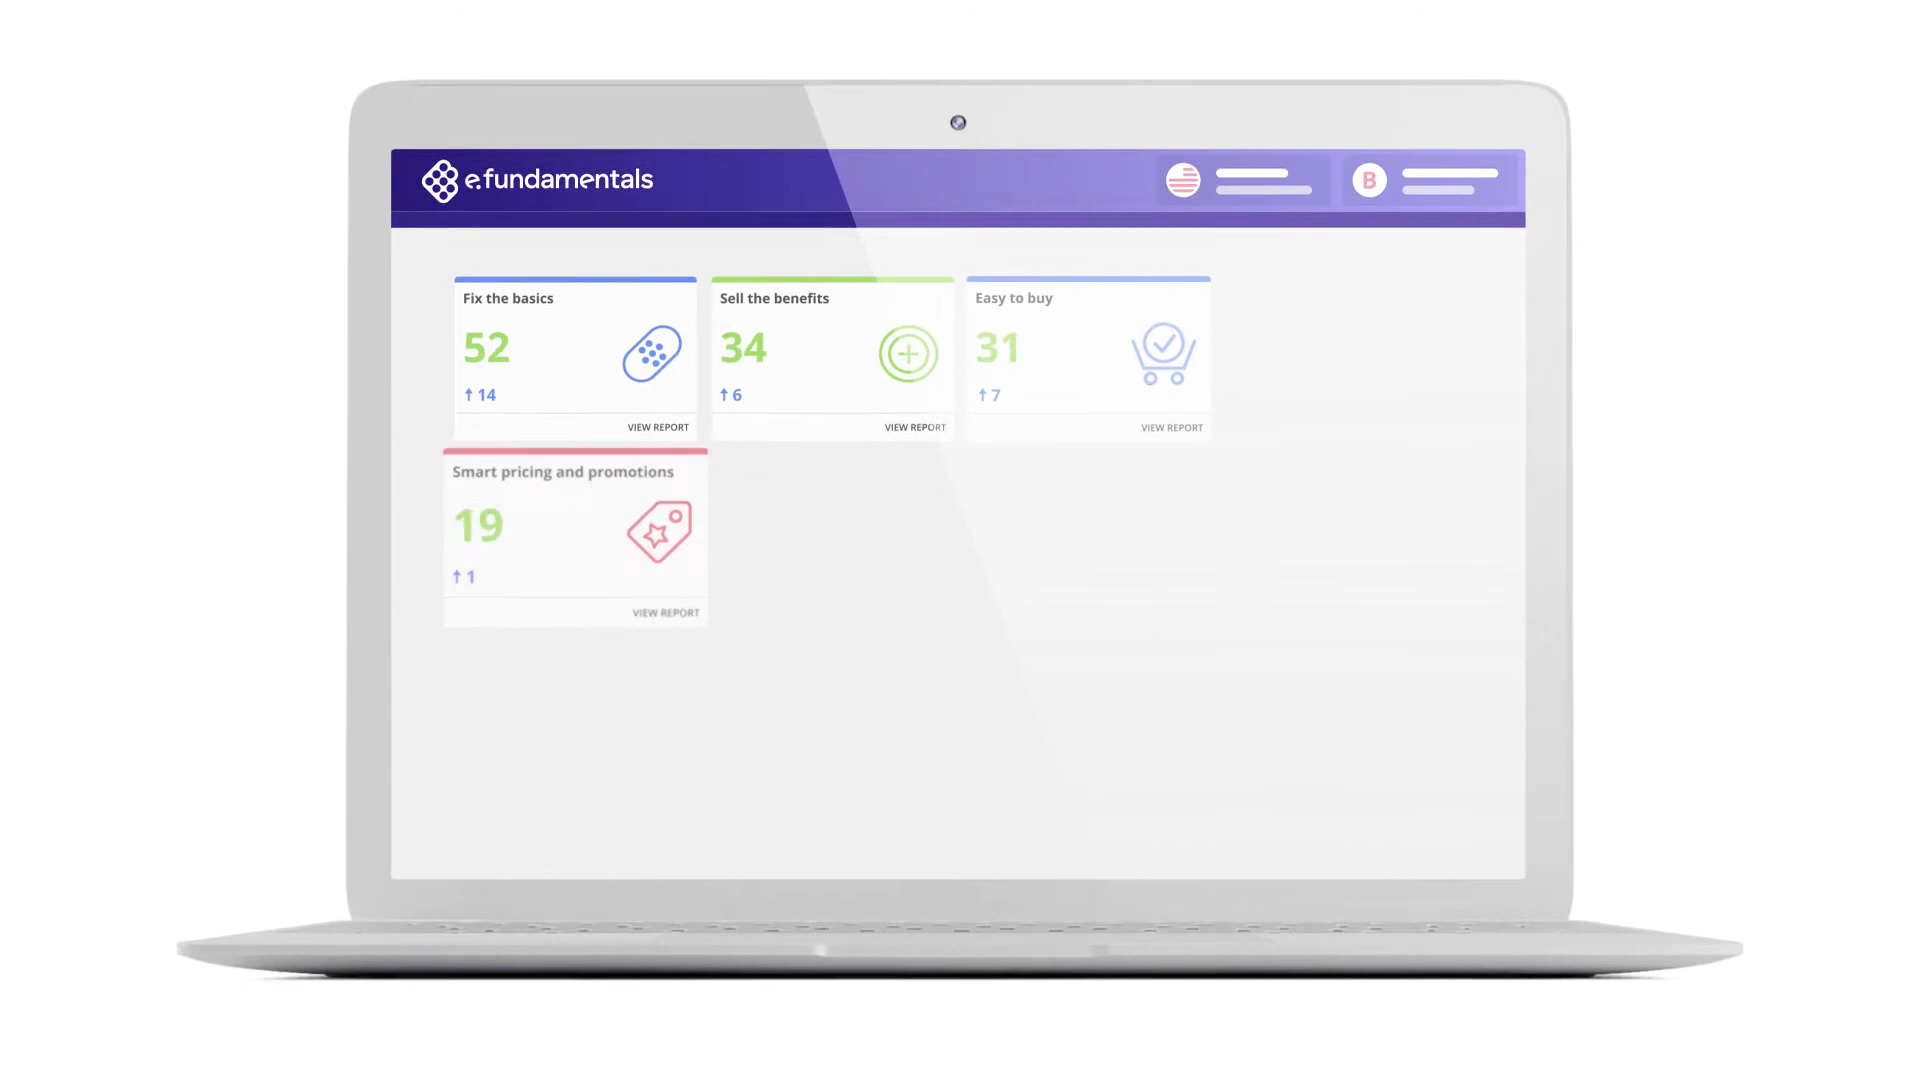 e.fundamentals
B
Fix the basics
52
↑ 14
VIEW REPORT
Sell the benefits
34
↑ 6
VIEW REPORT
Easy to buy
31
↑ 7
VIEW REPORT
Smart pricing and promotions
19
↑ 1
VIEW REPORT